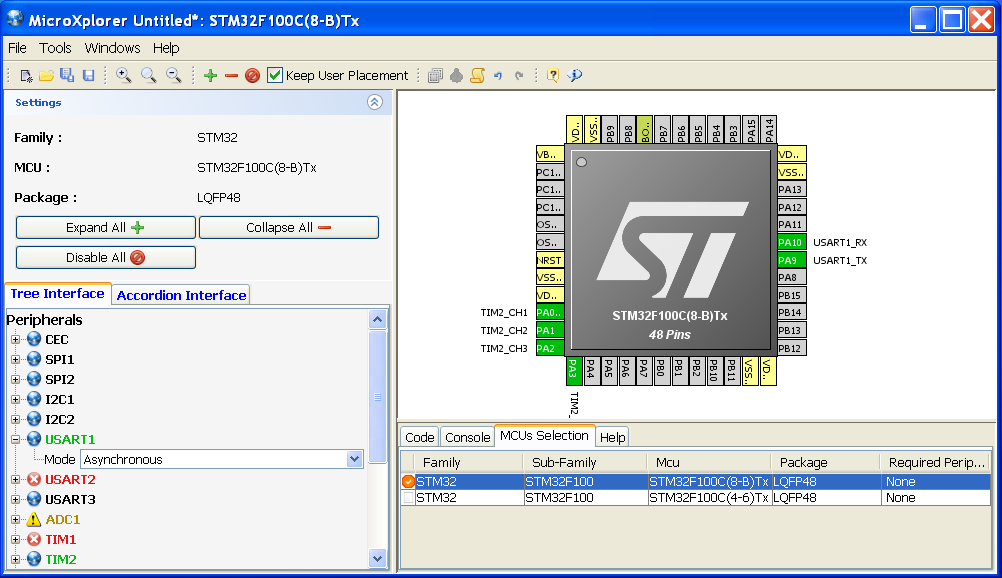 MicroXplorer Untitled*: STM32F100C(8-B)Tx
File Tools Windows Help
Keep User Placement
Settings
Family : STM32
MCU : STM32F100C(8-B)Tx
Package : LQFP48
Expand All Collapse All
Disable All
Tree Interface Accordion Interface
Peripherals
CEC
SPI1
SPI2
I2C1
I2C2
USART1
Mode Asynchronous
USART2
USART3
ADC1
TIM1
TIM2
VD.. VSS.. PB9 PB8 BO.. PB7 PB6 PB5 PB4 PB3 PA15 PA14
VB..
PC1..
PC1..
PC1..
OS..
OS..
NRST
VSS..
VD..
TIM2_CH1 PA0..
TIM2_CH2 PA1
TIM2_CH3 PA2
ST
STM32F100C(8-B)Tx
48 Pins
VD..
VSS..
PA13
PA12
PA11
PA10 USART1_RX
PA9 USART1_TX
PA8
PB15
PB14
PB13
PB12
PA3 PA4 PA5 PA6 PA7 PB0 PB1 PB2 PB10 PB11 VSS.. VD..
TIM2_
Code Console MCUs Selection Help
Family Sub-Family Mcu Package Required Perip...
STM32 STM32F100 STM32F100C(8-B)Tx LQFP48 None
STM32 STM32F100 STM32F100C(4-6)Tx LQFP48 None